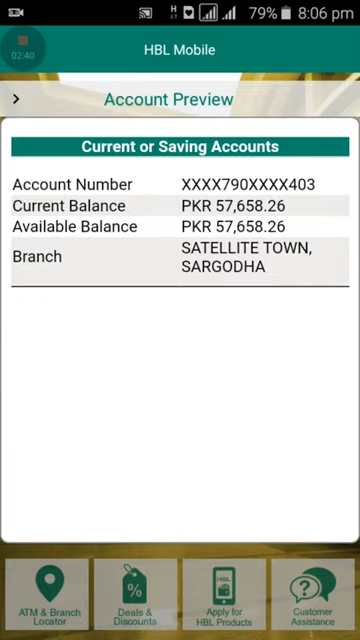 79% 8:06 pm
02:40
HBL Mobile
Account Preview
Current or Saving Accounts
Account Number XXXX790XXXX403
Current Balance PKR 57,658.26
Available Balance PKR 57,658.26
Branch SATELLITE TOWN,
SARGODHA
ATM & Branch
Locator
%
Deals &
Discounts
HBL
Apply for
HBL Products
?
Customer
Assistance